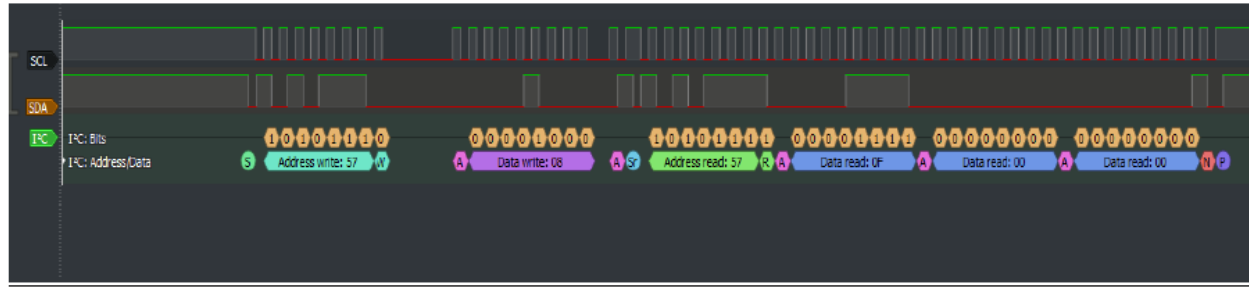 SCL
SDA
I²C I²C: Bits 1 0 1 0 1 1 1 0 0 0 0 0 1 0 0 0 1 0 1 0 1 1 1 1 0 0 0 0 1 1 1 1 0 0 0 0 0 0 0 0 0 0 0 0 0 0 0 0
I²C: Address/Data S Address write: 57 W A Data write: 08 A Sr Address read: 57 R A Data read: 0F A Data read: 00 A Data read: 00 N P